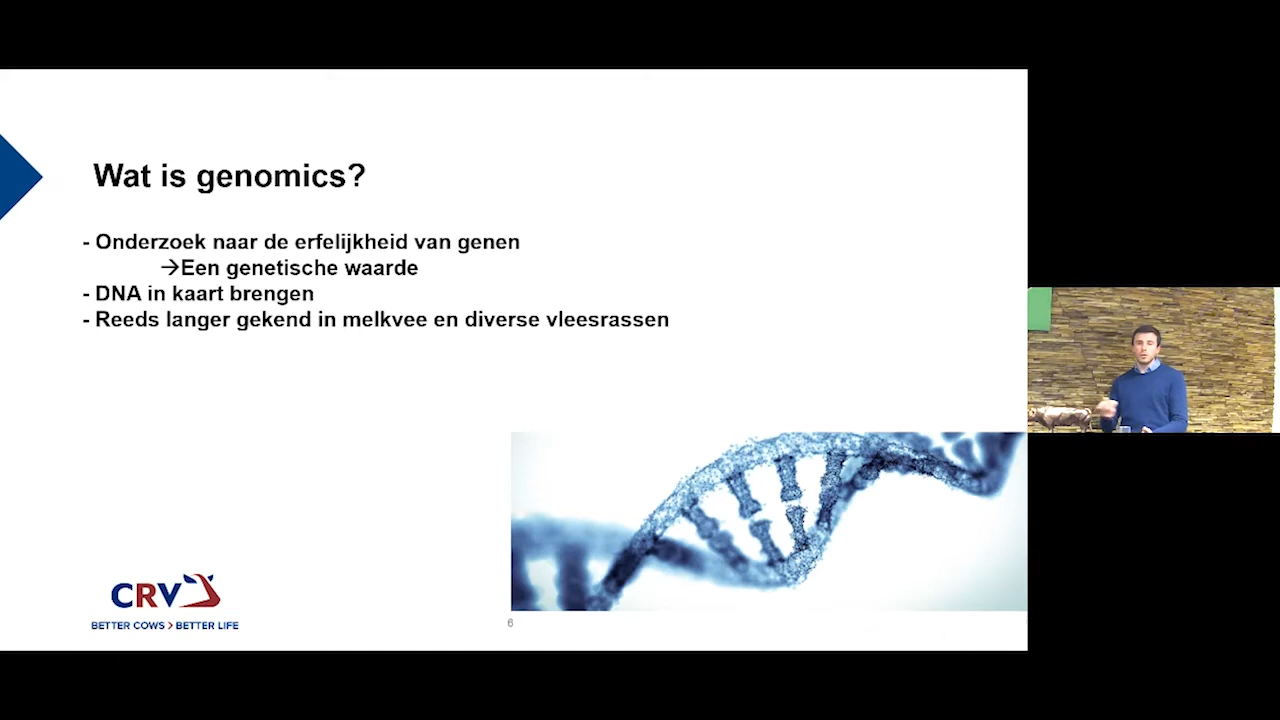 Wat is genomics?
- Onderzoek naar de erfelijkheid van genen
→Een genetische waarde
- DNA in kaart brengen
- Reeds langer gekend in melkvee en diverse vleesrassen
CRV
BETTER COWS > BETTER LIFE
6